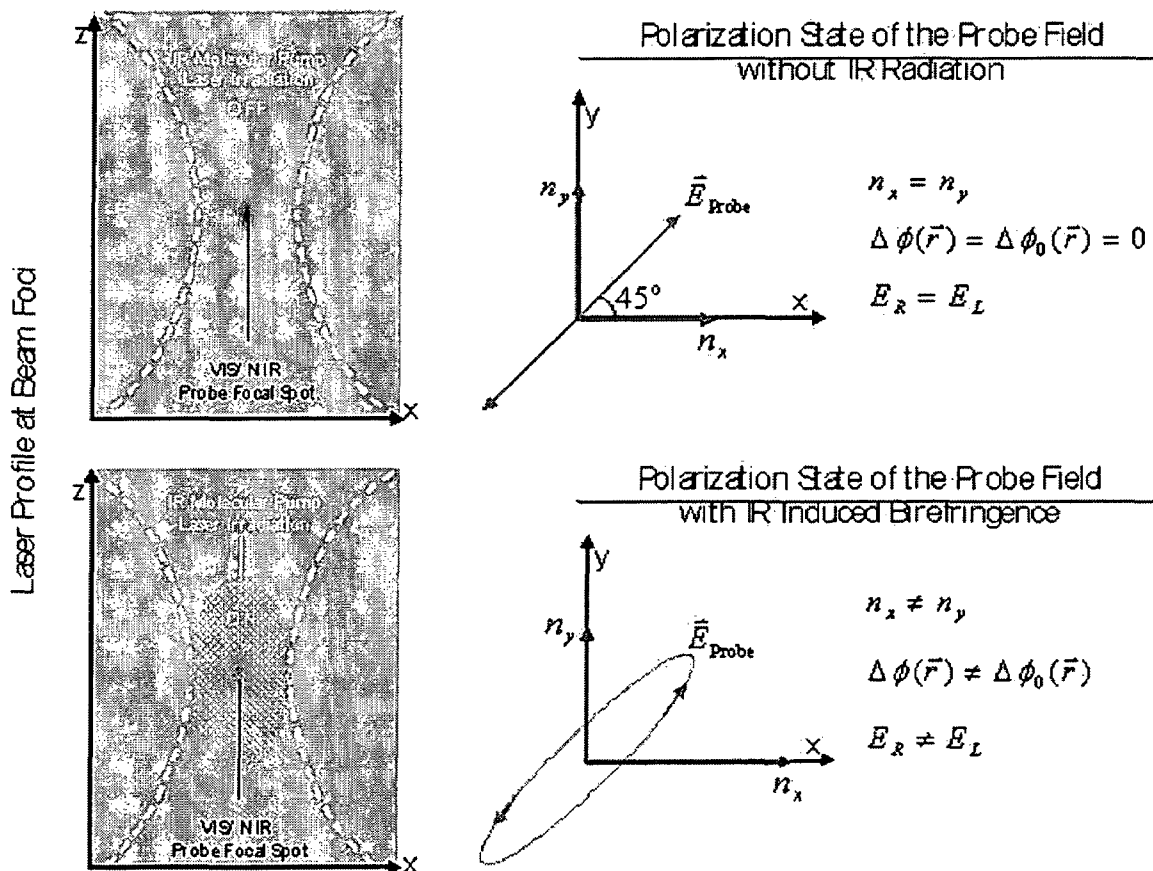 Laser Profile at Beam Foci
Z
IR Molecular Pump
Laser Irradiation
OFF
VIS/ NIR
Probe Focal Spot
X
Polarization State of the Probe Field
without IR Radiation
y
n_y
E⃗_Probe
45°
x
n_x
n_x = n_y
Δϕ(r⃗) = Δϕ_0(r⃗) = 0
E_R = E_L
Z
IR Molecular Pump
Laser Irradiation
VIS/ NIR
Probe Focal Spot
X
Polarization State of the Probe Field
with IR Induced Birefringence
y
n_y
E⃗_Probe
x
n_x
n_x ≠ n_y
Δϕ(r⃗) ≠ Δϕ_0(r⃗)
E_R ≠ E_L